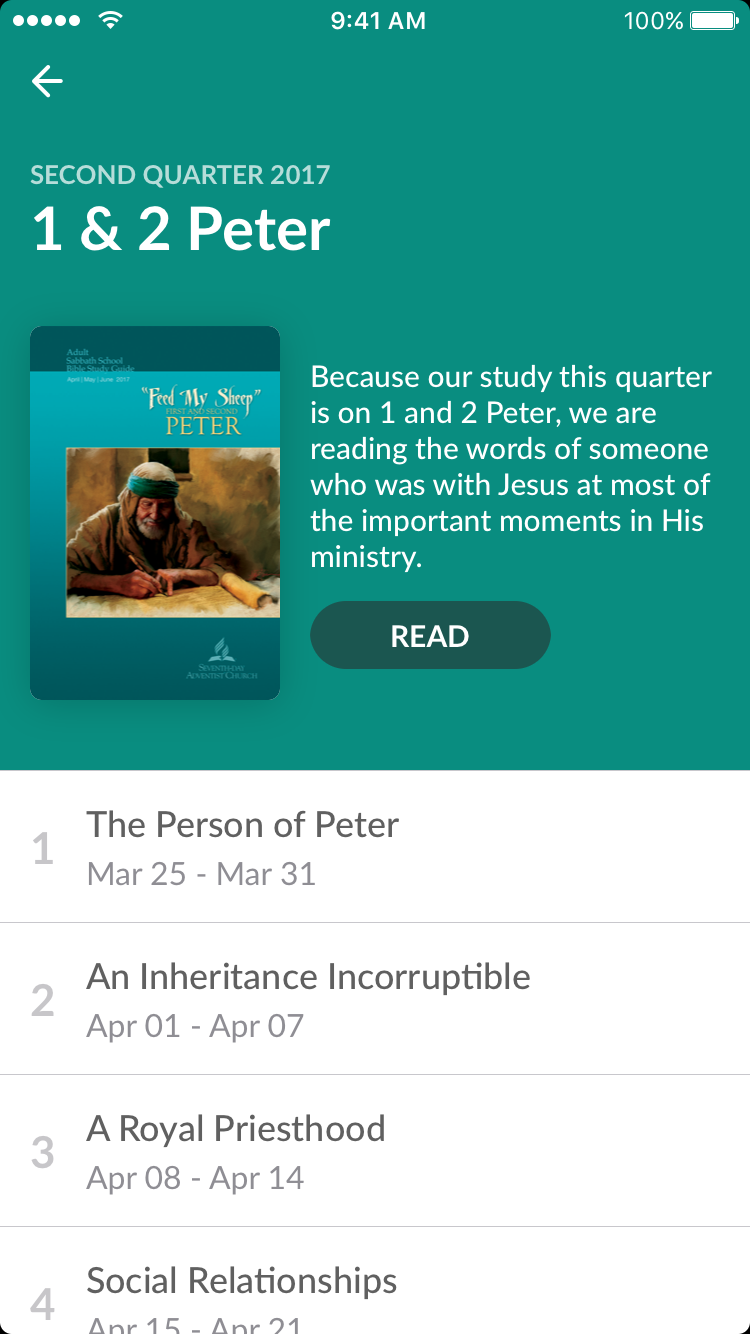 9:41 AM
100%
SECOND QUARTER 2017
1 & 2 Peter
Adult
Sabbath School
Bible Study Guide
April | May | June 2017
"Feed My Sheep"
FIRST AND SECOND
PETER
SEVENTH-DAY
ADVENTIST CHURCH
Because our study this quarter
is on 1 and 2 Peter, we are
reading the words of someone
who was with Jesus at most of
the important moments in His
ministry.
READ
1
The Person of Peter
Mar 25 - Mar 31
2
An Inheritance Incorruptible
Apr 01 - Apr 07
3
A Royal Priesthood
Apr 08 - Apr 14
4
Social Relationships
Apr 15 - Apr 21